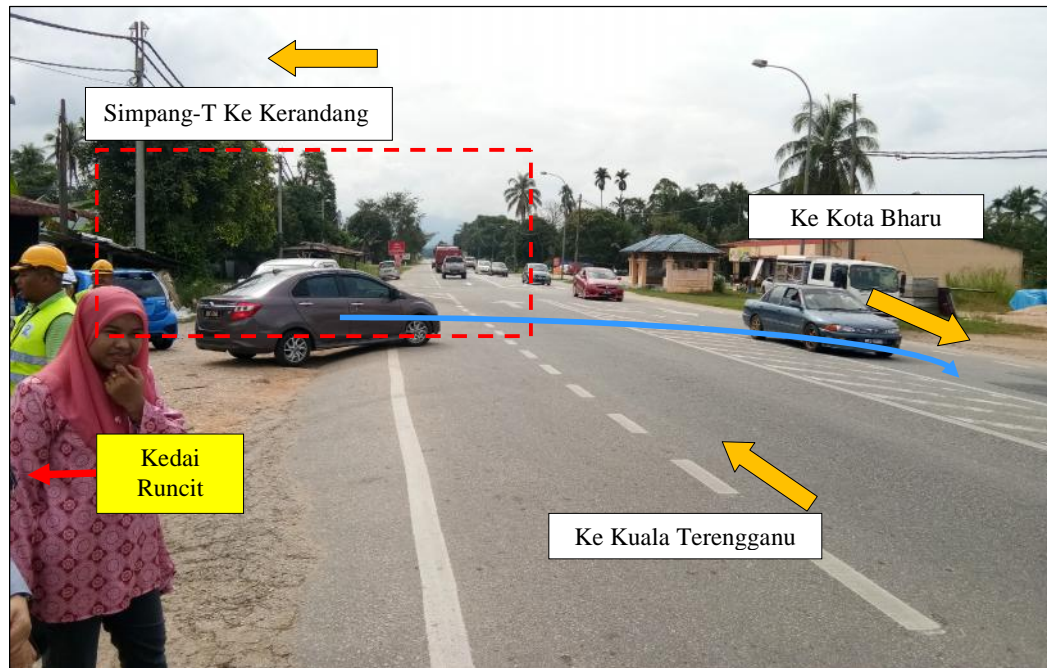 Simpang-T Ke Kerandang
Ke Kota Bharu
Kedai
Runcit
Ke Kuala Terengganu